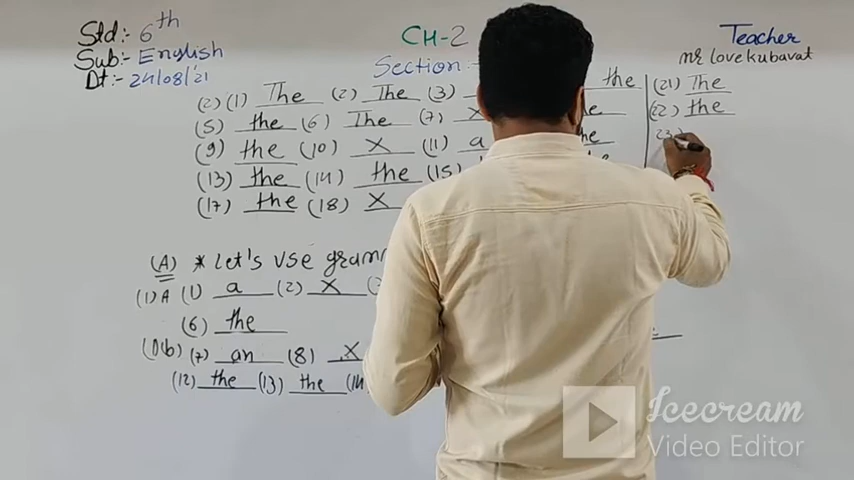 Std:- 6th
Sub:- English
Dt:- 24/08/21
CH-2
Section
Teacher
mr love kubavat
(2) (1) The (2) The (3) the
(5) the (6) The (7) X
(9) the (10) X (11) a the
(13) the (14) the (15)
(17) the (18) X
(21) The
(22) the
(23)
(A) * Let's use
(1) A (1) a (2) X
(6) the
(1)(b) (7) an (8) X
(12) the (13) the (14
Icecream
Video Editor